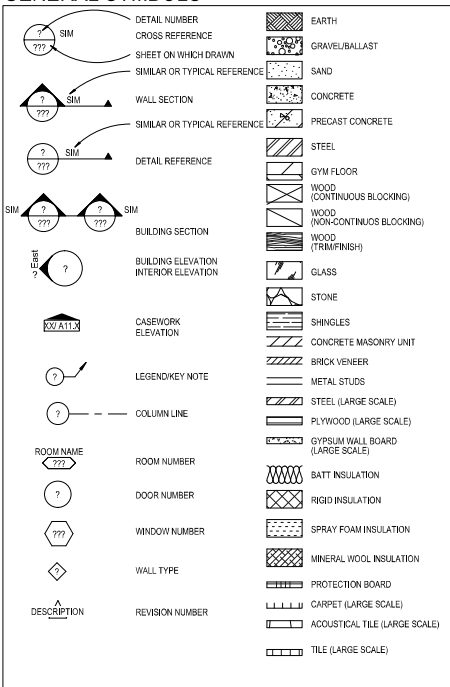 GENERAL SYMBOLS
?
SIM
???
DETAIL NUMBER
CROSS REFERENCE
SHEET ON WHICH DRAWN
SIMILAR OR TYPICAL REFERENCE
?
SIM
???
WALL SECTION
SIMILAR OR TYPICAL REFERENCE
?
SIM
???
DETAIL REFERENCE
SIM
?
???
?
???
SIM
BUILDING SECTION
? East
?
BUILDING ELEVATION
INTERIOR ELEVATION
XX/ A11.X
CASEWORK
ELEVATION
?
LEGEND/KEY NOTE
?
COLUMN LINE
ROOM NAME
???
ROOM NUMBER
?
DOOR NUMBER
???
WINDOW NUMBER
?
WALL TYPE
DESCRIPTION
REVISION NUMBER
EARTH
GRAVEL/BALLAST
SAND
CONCRETE
PRECAST CONCRETE
STEEL
GYM FLOOR
WOOD
(CONTINUOUS BLOCKING)
WOOD
(NON-CONTINUOS BLOCKING)
WOOD
(TRIM/FINISH)
GLASS
STONE
SHINGLES
CONCRETE MASONRY UNIT
BRICK VENEER
METAL STUDS
STEEL (LARGE SCALE)
PLYWOOD (LARGE SCALE)
GYPSUM WALL BOARD
(LARGE SCALE)
BATT INSULATION
RIGID INSULATION
SPRAY FOAM INSULATION
MINERAL WOOL INSULATION
PROTECTION BOARD
CARPET (LARGE SCALE)
ACOUSTICAL TILE (LARGE SCALE)
TILE (LARGE SCALE)